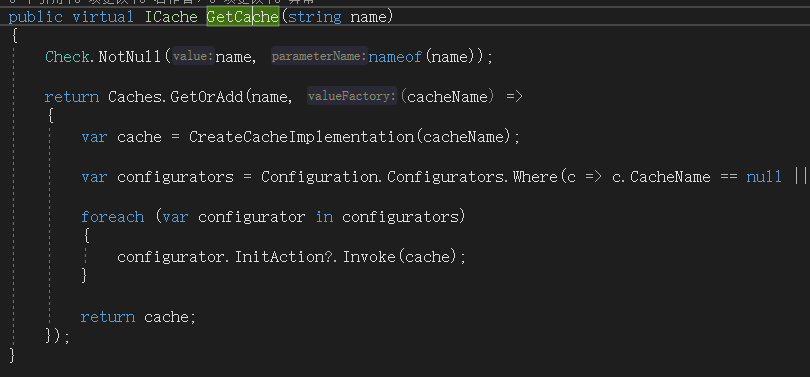 public virtual ICache GetCache(string name)
{
Check.NotNull(value:name, parameterName:nameof(name));
return Caches.GetOrAdd(name, valueFactory:(cacheName) =>
{
var cache = CreateCacheImplementation(cacheName);
var configurators = Configuration.Configurators.Where(c => c.CacheName == null ||
foreach (var configurator in configurators)
{
configurator.InitAction?.Invoke(cache);
}
return cache;
});
}